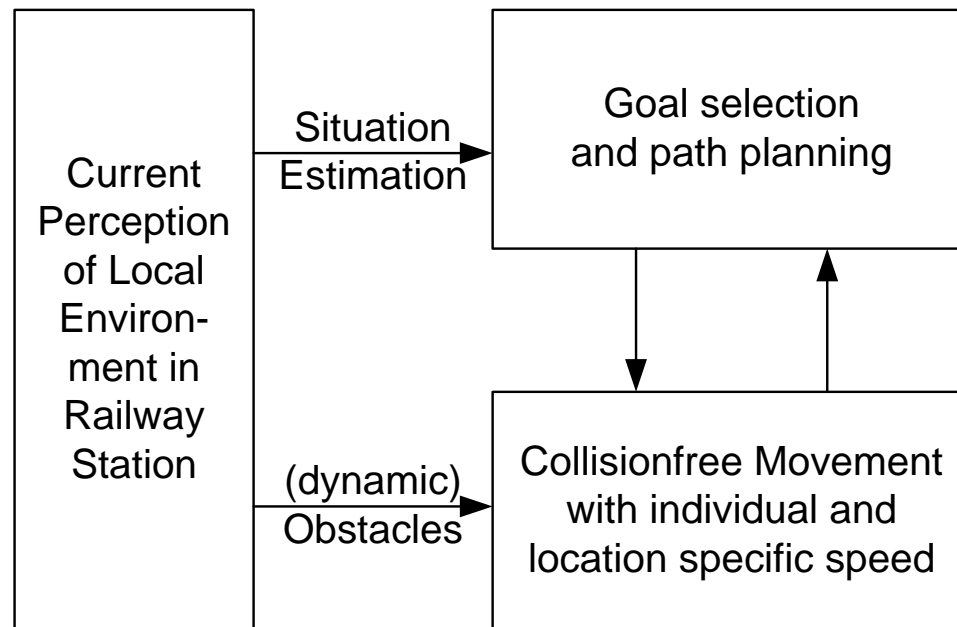 Current
Perception
of Local
Environ-
ment in
Railway
Station
Situation
Estimation
(dynamic)
Obstacles
Goal selection
and path planning
Collisionfree Movement
with individual and
location specific speed